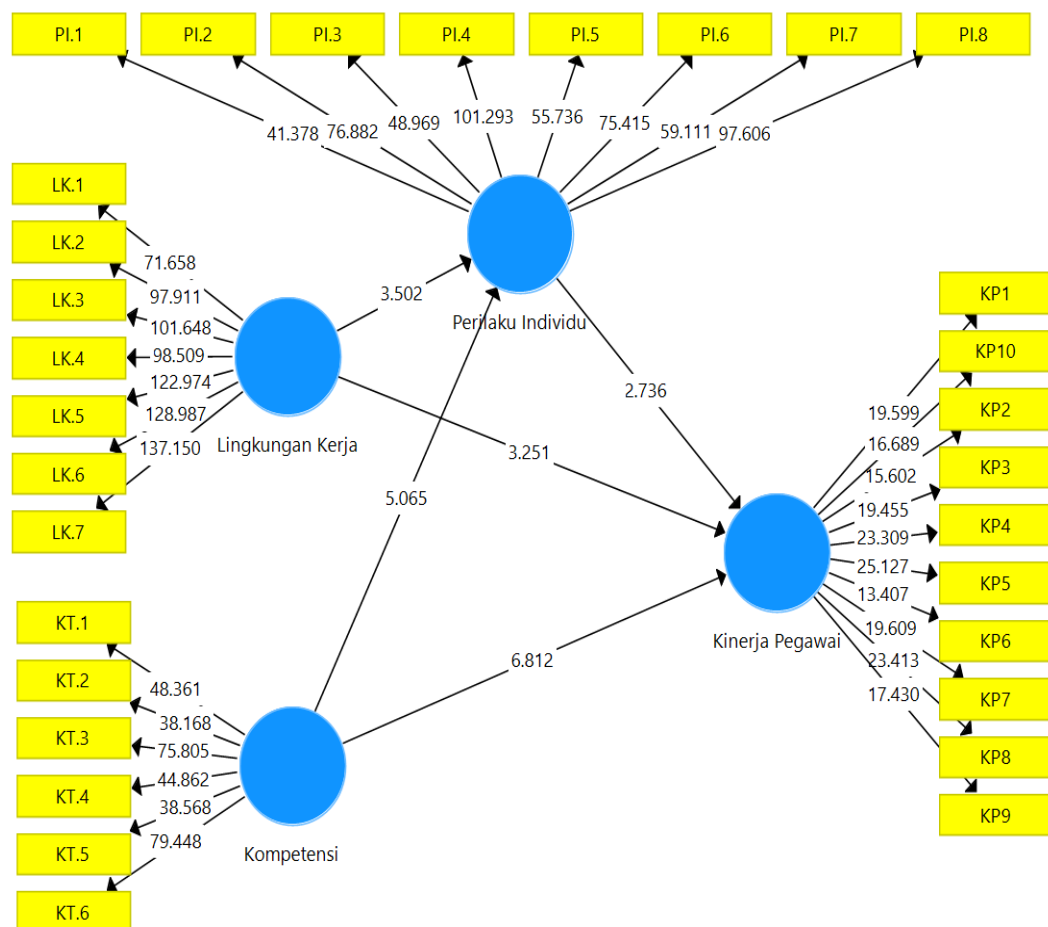 PI.1
PI.2
PI.3
PI.4
PI.5
PI.6
PI.7
PI.8
41.378
76.882
48.969
101.293
55.736
75.415
59.111
97.606
Perilaku Individu
LK.1
LK.2
LK.3
LK.4
LK.5
LK.6
LK.7
71.658
97.911
101.648
98.509
122.974
128.987
137.150
Lingkungan Kerja
3.502
3.251
2.736
5.065
6.812
KT.1
KT.2
KT.3
KT.4
KT.5
KT.6
48.361
38.168
75.805
44.862
38.568
79.448
Kompetensi
Kinerja Pegawai
19.599
16.689
15.602
19.455
23.309
25.127
13.407
19.609
23.413
17.430
KP1
KP10
KP2
KP3
KP4
KP5
KP6
KP7
KP8
KP9